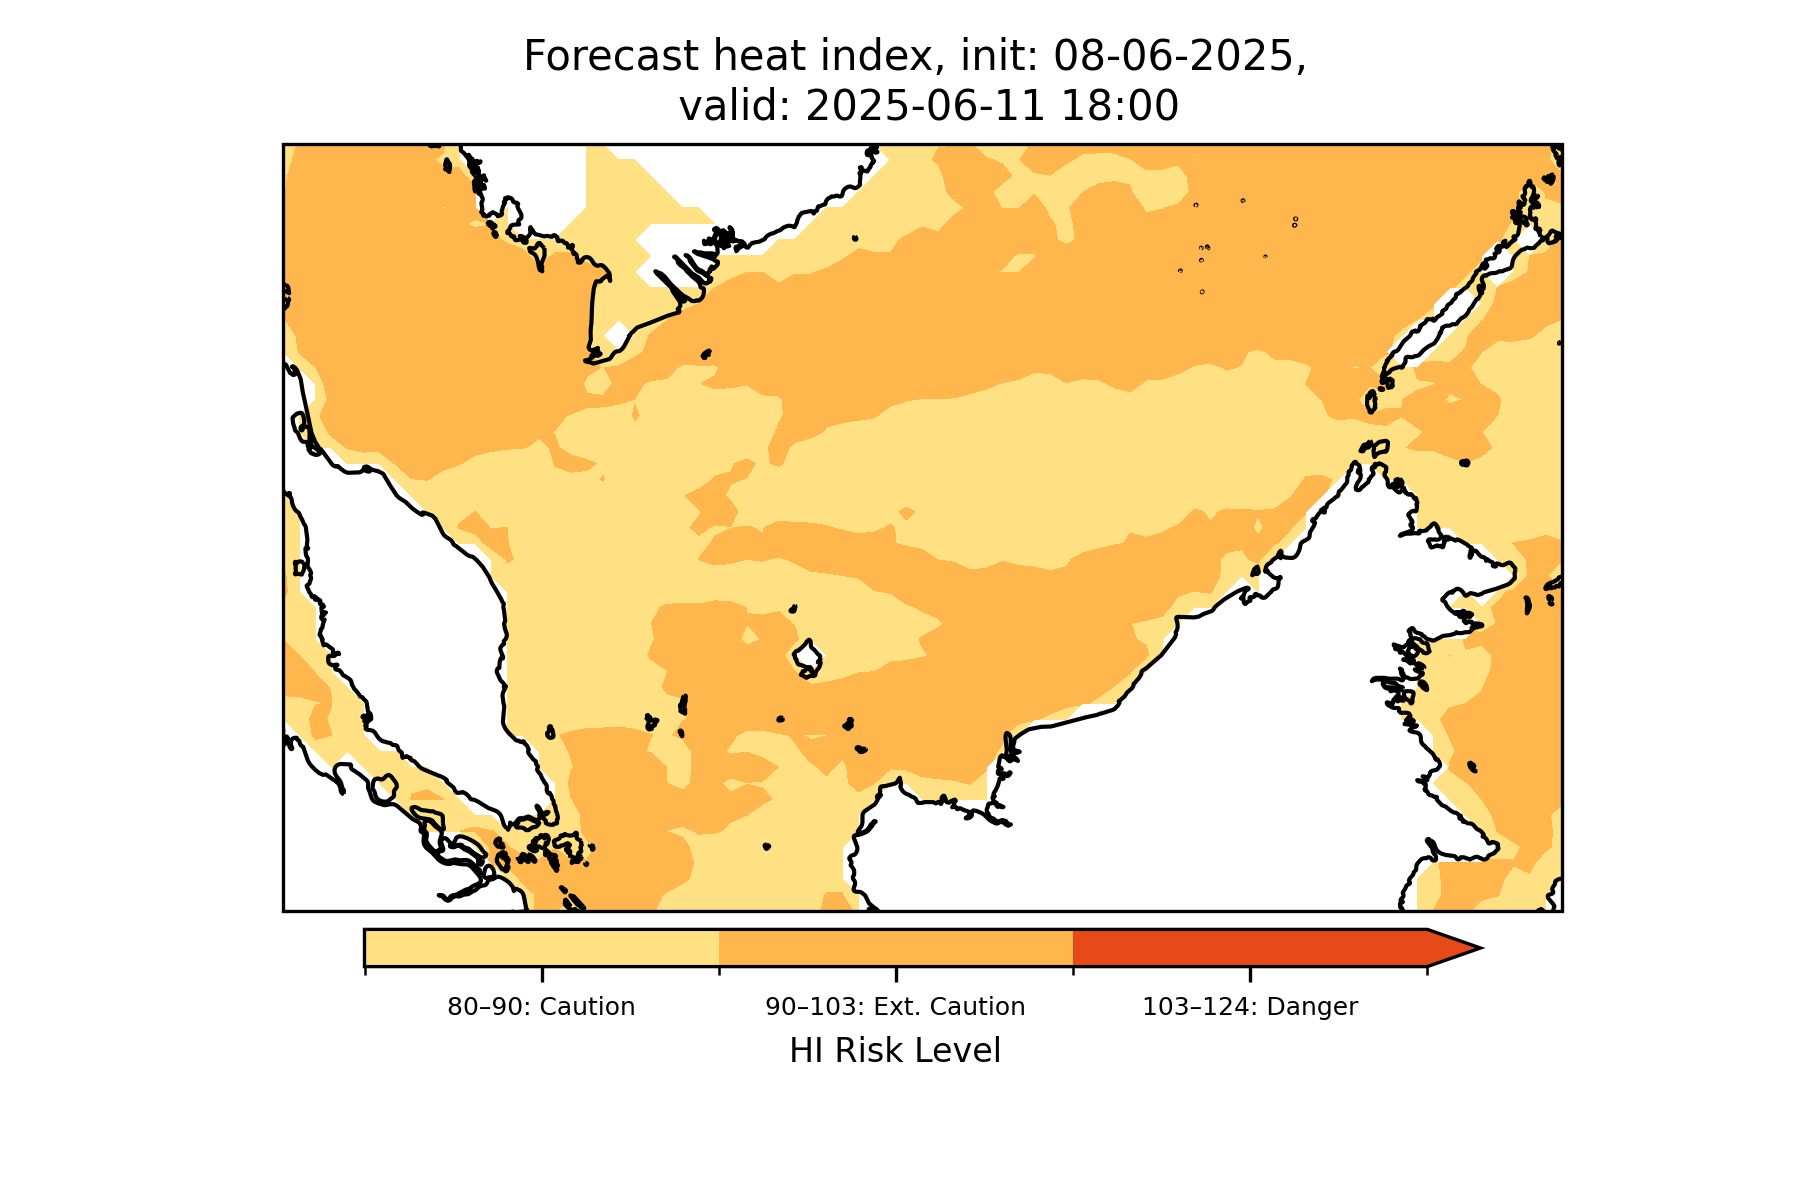 Forecast heat index, init: 08-06-2025,
valid: 2025-06-11 18:00
80–90: Caution
90–103: Ext. Caution
103–124: Danger
HI Risk Level